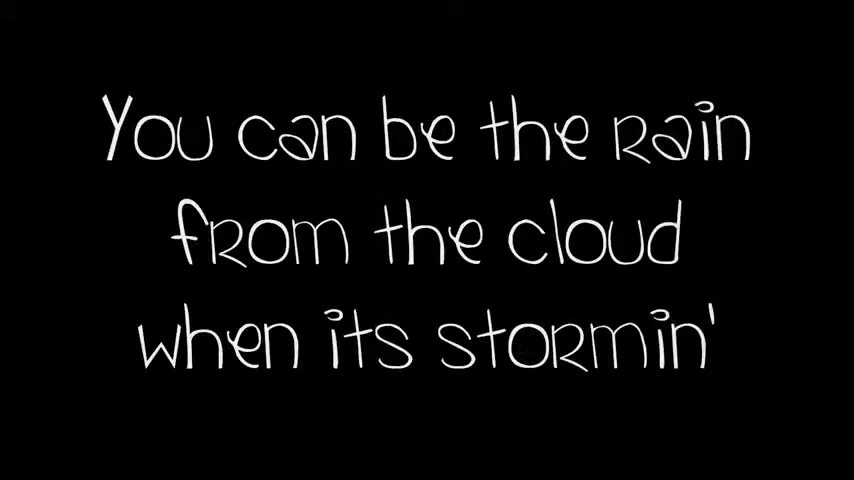 You can be the rain
from the cloud
when its stormin'